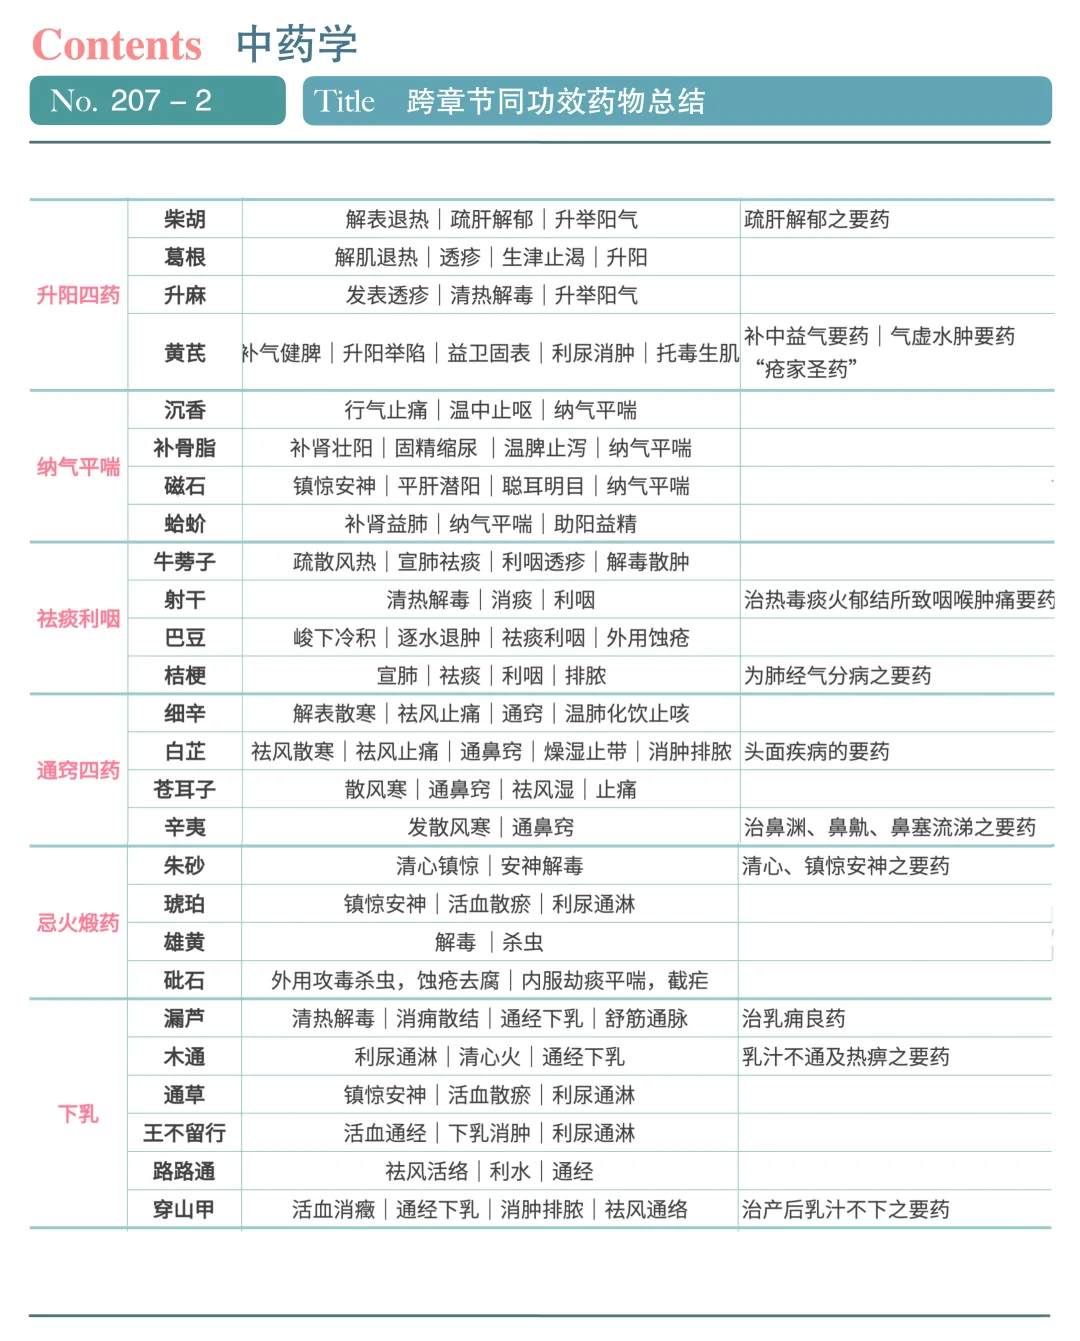 Contents 中药学
No. 207 – 2 Title 跨章节同功效药物总结
升阳四药
柴胡 解表退热｜疏肝解郁｜升举阳气 疏肝解郁之要药
葛根 解肌退热｜透疹｜生津止渴｜升阳
升麻 发表透疹｜清热解毒｜升举阳气
黄芪 补气健脾｜升阳举陷｜益卫固表｜利尿消肿｜托毒生肌 补中益气要药｜气虚水肿要药
“疮家圣药”
纳气平喘
沉香 行气止痛｜温中止呕｜纳气平喘
补骨脂 补肾壮阳｜固精缩尿｜温脾止泻｜纳气平喘
磁石 镇惊安神｜平肝潜阳｜聪耳明目｜纳气平喘
蛤蚧 补肾益肺｜纳气平喘｜助阳益精
祛痰利咽
牛蒡子 疏散风热｜宣肺祛痰｜利咽透疹｜解毒散肿
射干 清热解毒｜消痰｜利咽 治热毒痰火郁结所致咽喉肿痛要药
巴豆 峻下冷积｜逐水退肿｜祛痰利咽｜外用蚀疮
桔梗 宣肺｜祛痰｜利咽｜排脓 为肺经气分病之要药
通窍四药
细辛 解表散寒｜祛风止痛｜通窍｜温肺化饮止咳
白芷 祛风散寒｜祛风止痛｜通鼻窍｜燥湿止带｜消肿排脓 头面疾病的要药
苍耳子 散风寒｜通鼻窍｜祛风湿｜止痛
辛夷 发散风寒｜通鼻窍 治鼻渊、鼻鼽、鼻塞流涕之要药
忌火煅药
朱砂 清心镇惊｜安神解毒 清心、镇惊安神之要药
琥珀 镇惊安神｜活血散瘀｜利尿通淋
雄黄 解毒｜杀虫
砒石 外用攻毒杀虫，蚀疮去腐｜内服劫痰平喘，截疟
下乳
漏芦 清热解毒｜消痈散结｜通经下乳｜舒筋通脉 治乳痈良药
木通 利尿通淋｜清心火｜通经下乳 乳汁不通及热痹之要药
通草 镇惊安神｜活血散瘀｜利尿通淋
王不留行 活血通经｜下乳消肿｜利尿通淋
路路通 祛风活络｜利水｜通经
穿山甲 活血消癥｜通经下乳｜消肿排脓｜祛风通络 治产后乳汁不下之要药